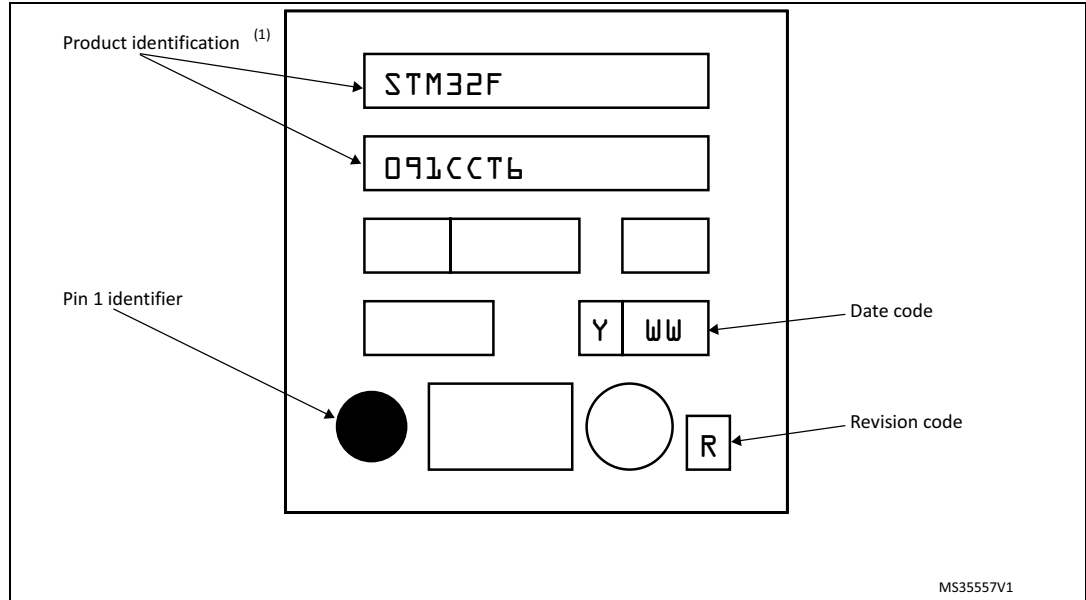 Product identification (1)
STM32F
091CCT6
Pin 1 identifier
Y WW
Date code
R
Revision code
MS35557V1